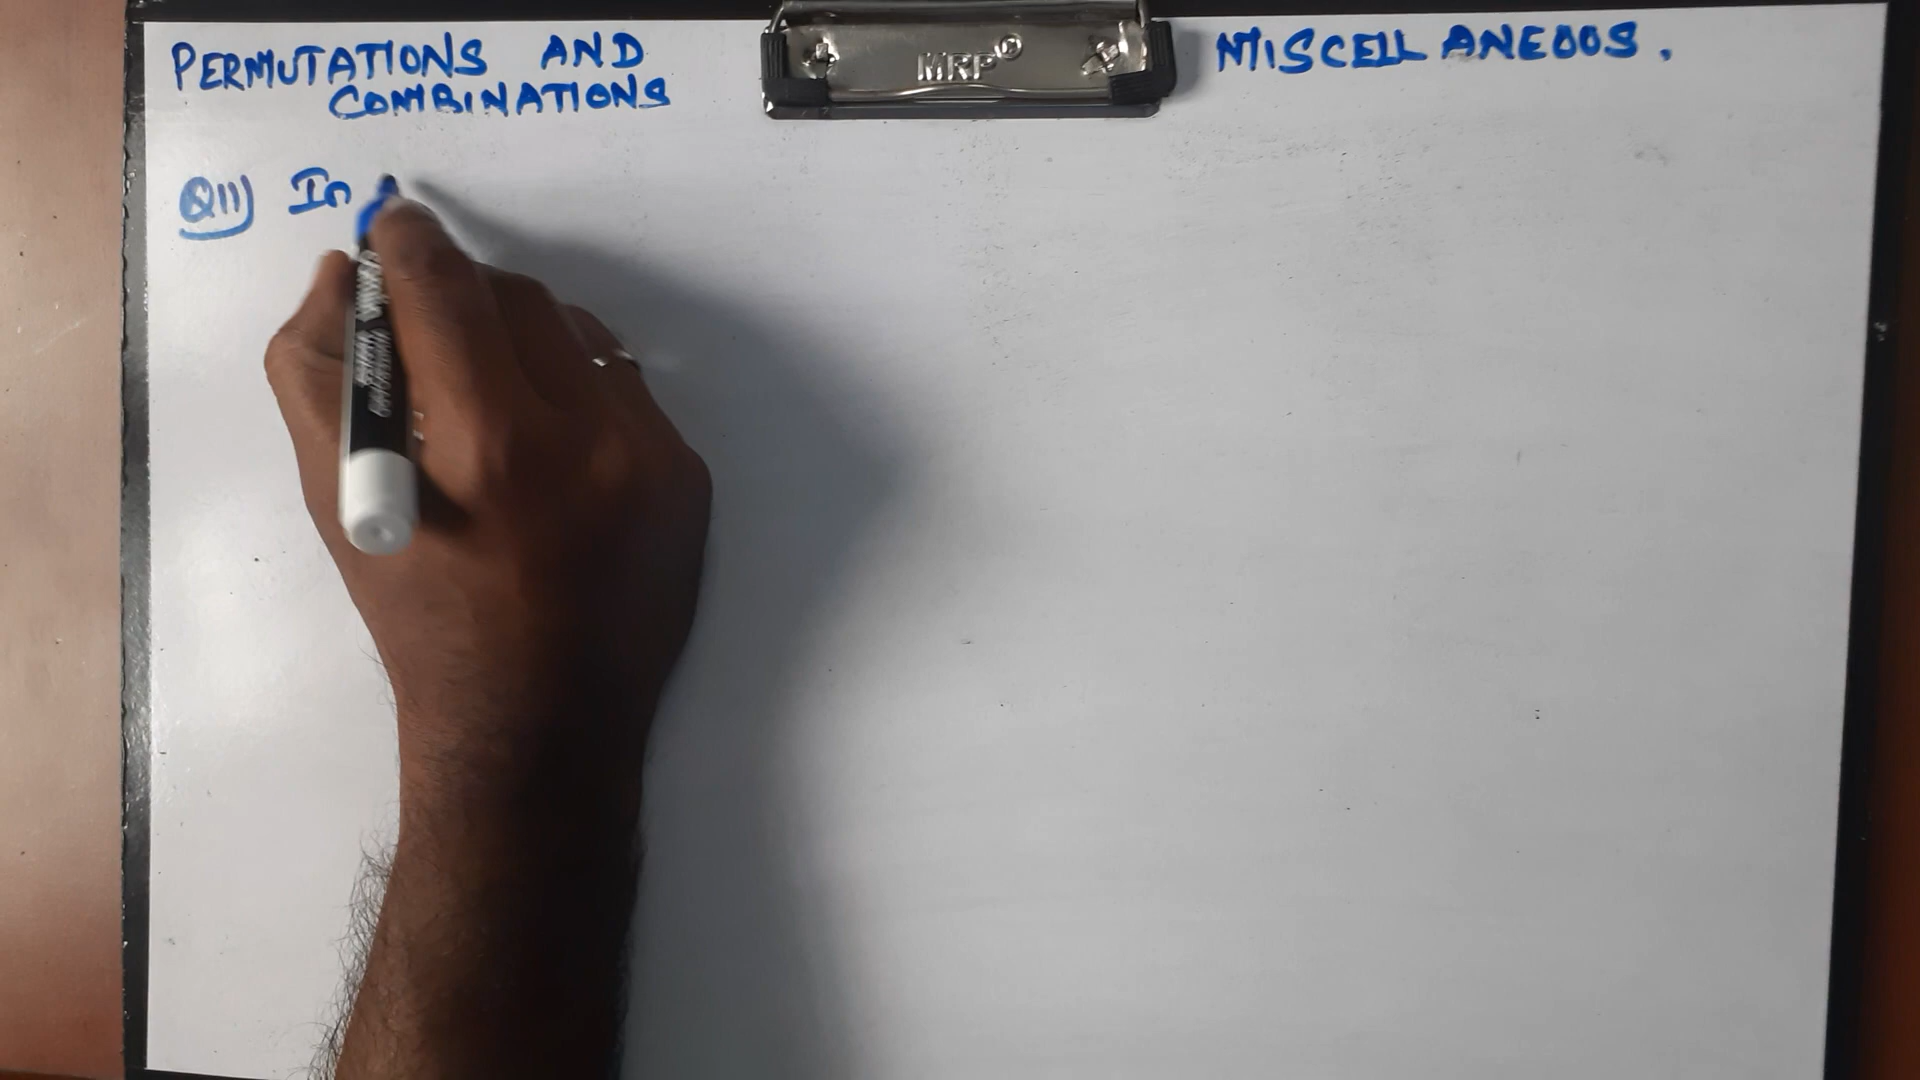 PERMUTATIONS AND
COMBINATIONS
MRP
MISCELLANEOUS.
Q11) In